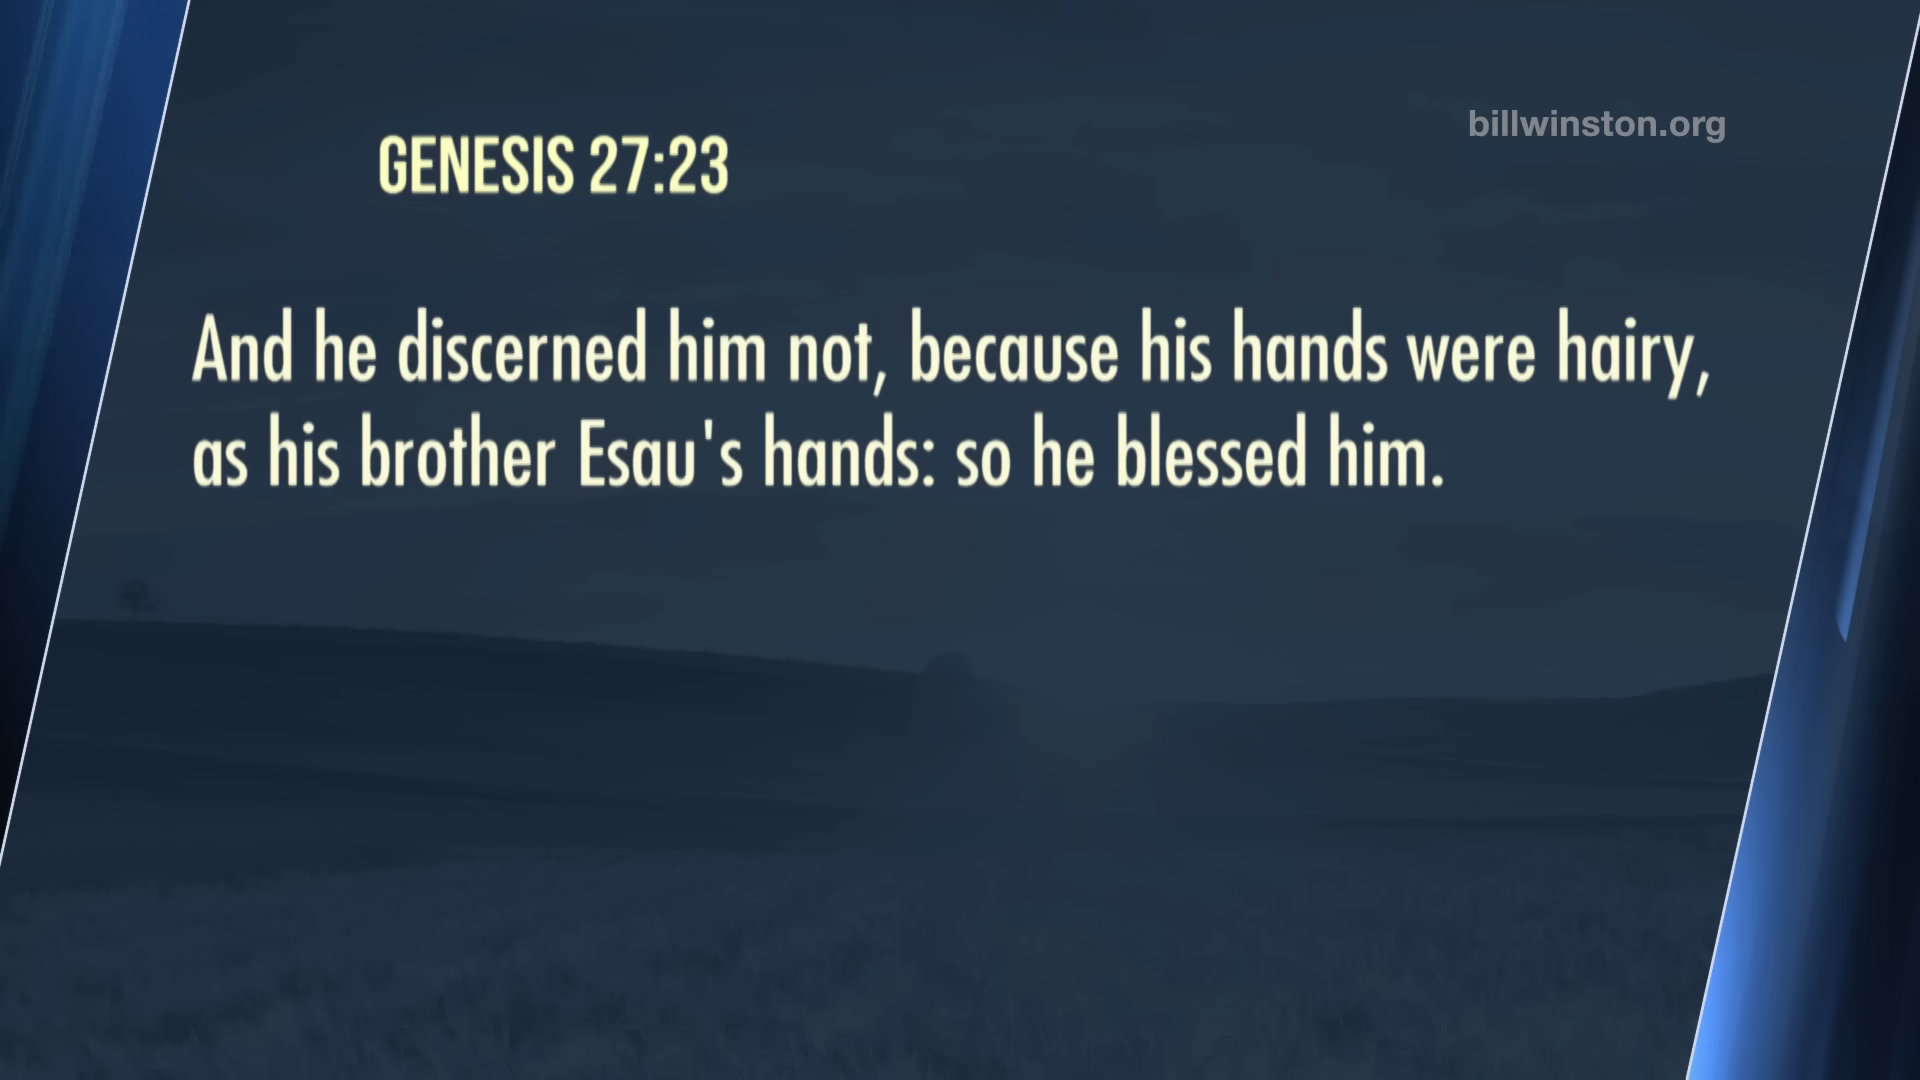 billwinston.org
GENESIS 27:23
And he discerned him not, because his hands were hairy,
as his brother Esau's hands: so he blessed him.